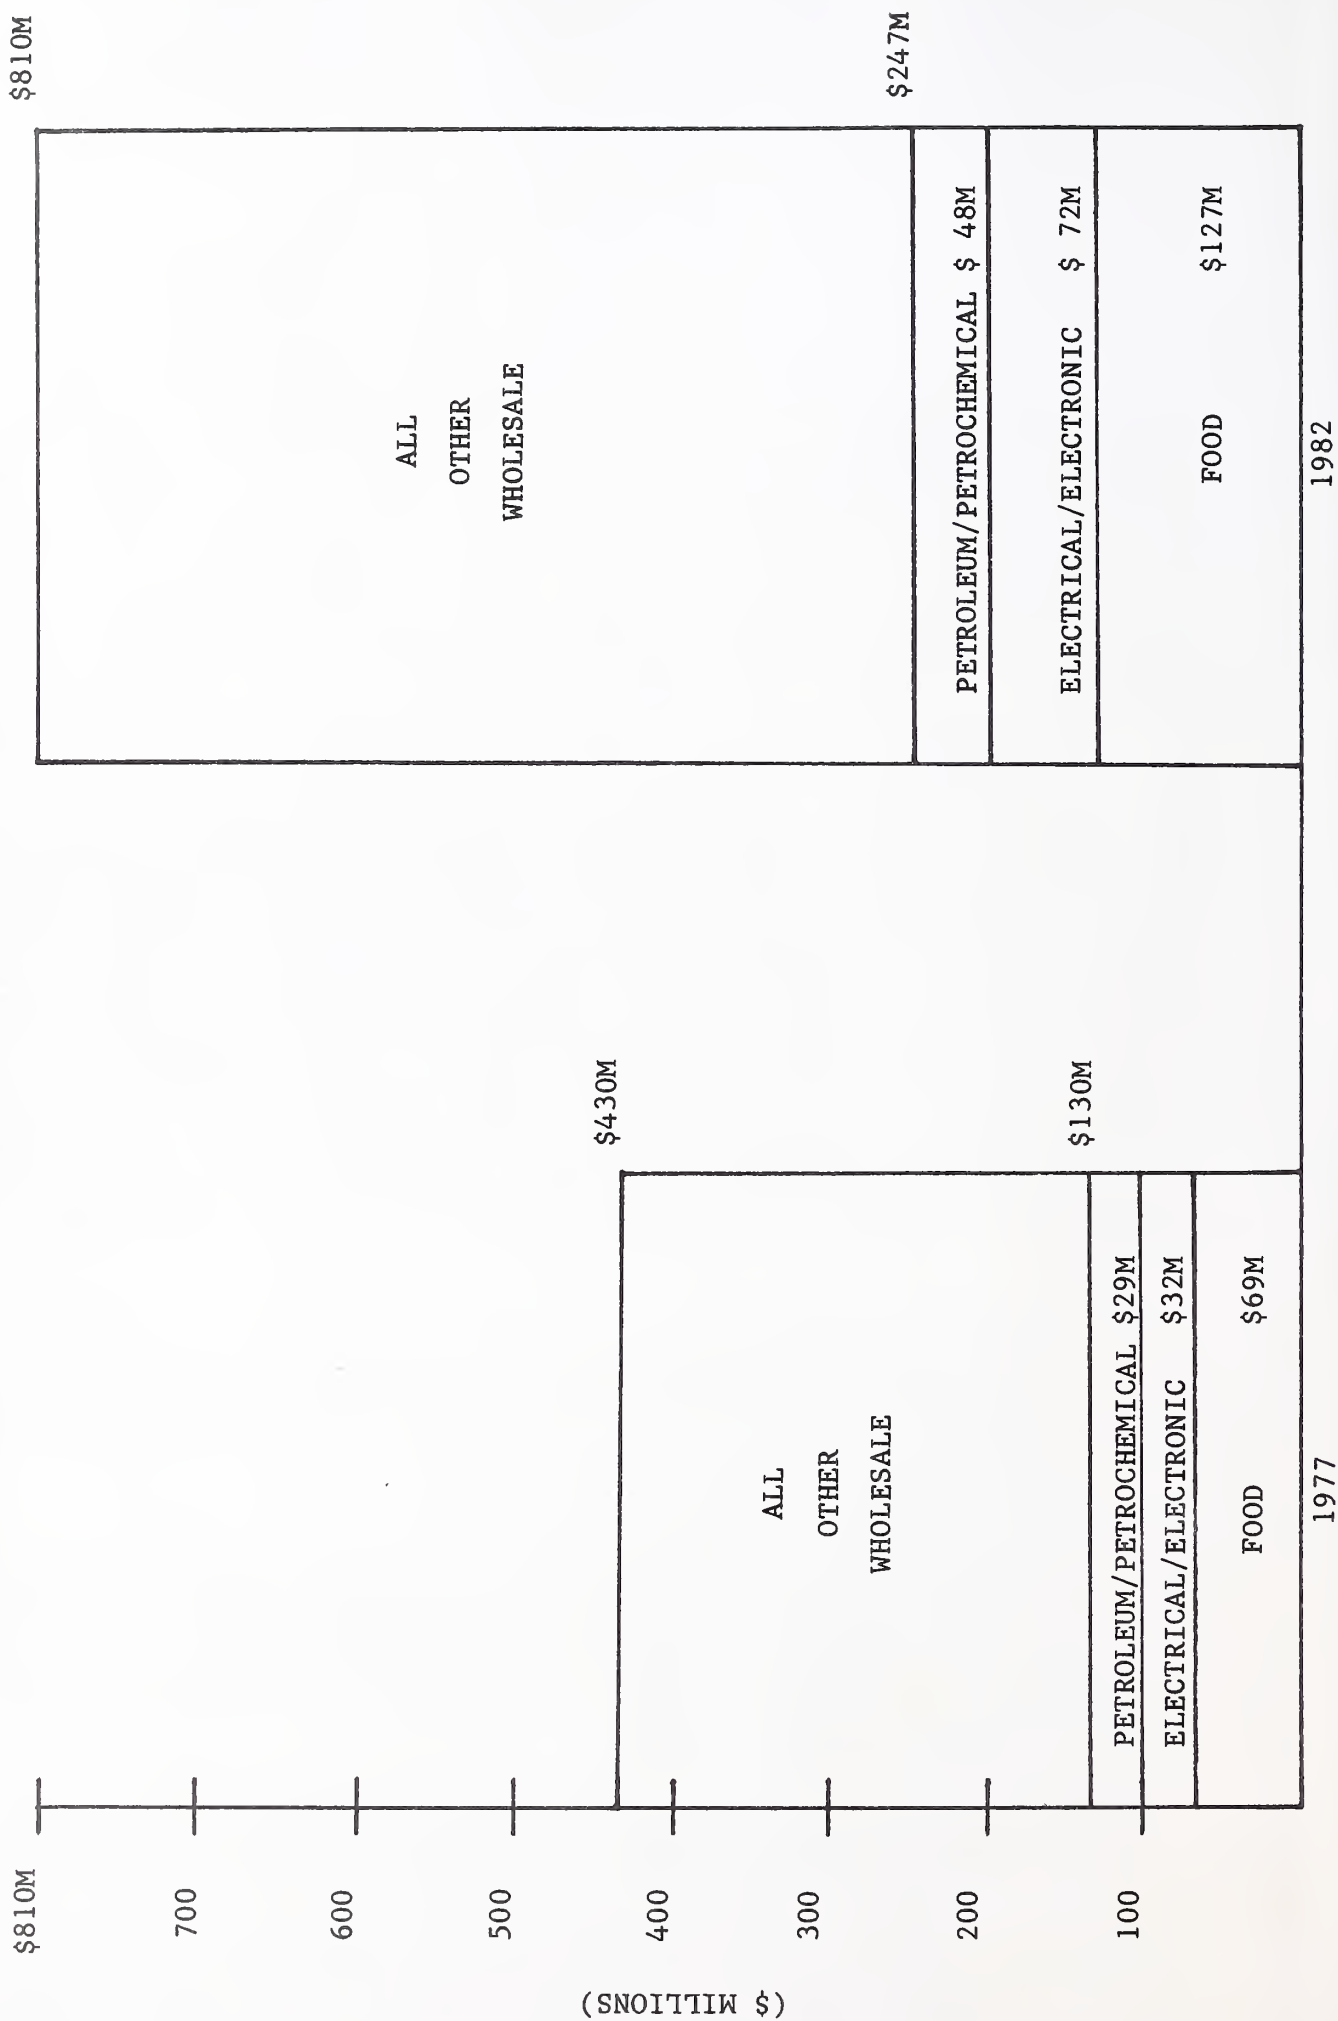 $810M
700
600
500
400
300
200
100
($ MILLIONS)
$430M
ALL
OTHER
WHOLESALE
$130M
PETROLEUM/PETROCHEMICAL $29M
ELECTRICAL/ELECTRONIC $32M
FOOD $69M
1977
$810M
ALL
OTHER
WHOLESALE
$247M
PETROLEUM/PETROCHEMICAL $ 48M
ELECTRICAL/ELECTRONIC $ 72M
FOOD $127M
1982